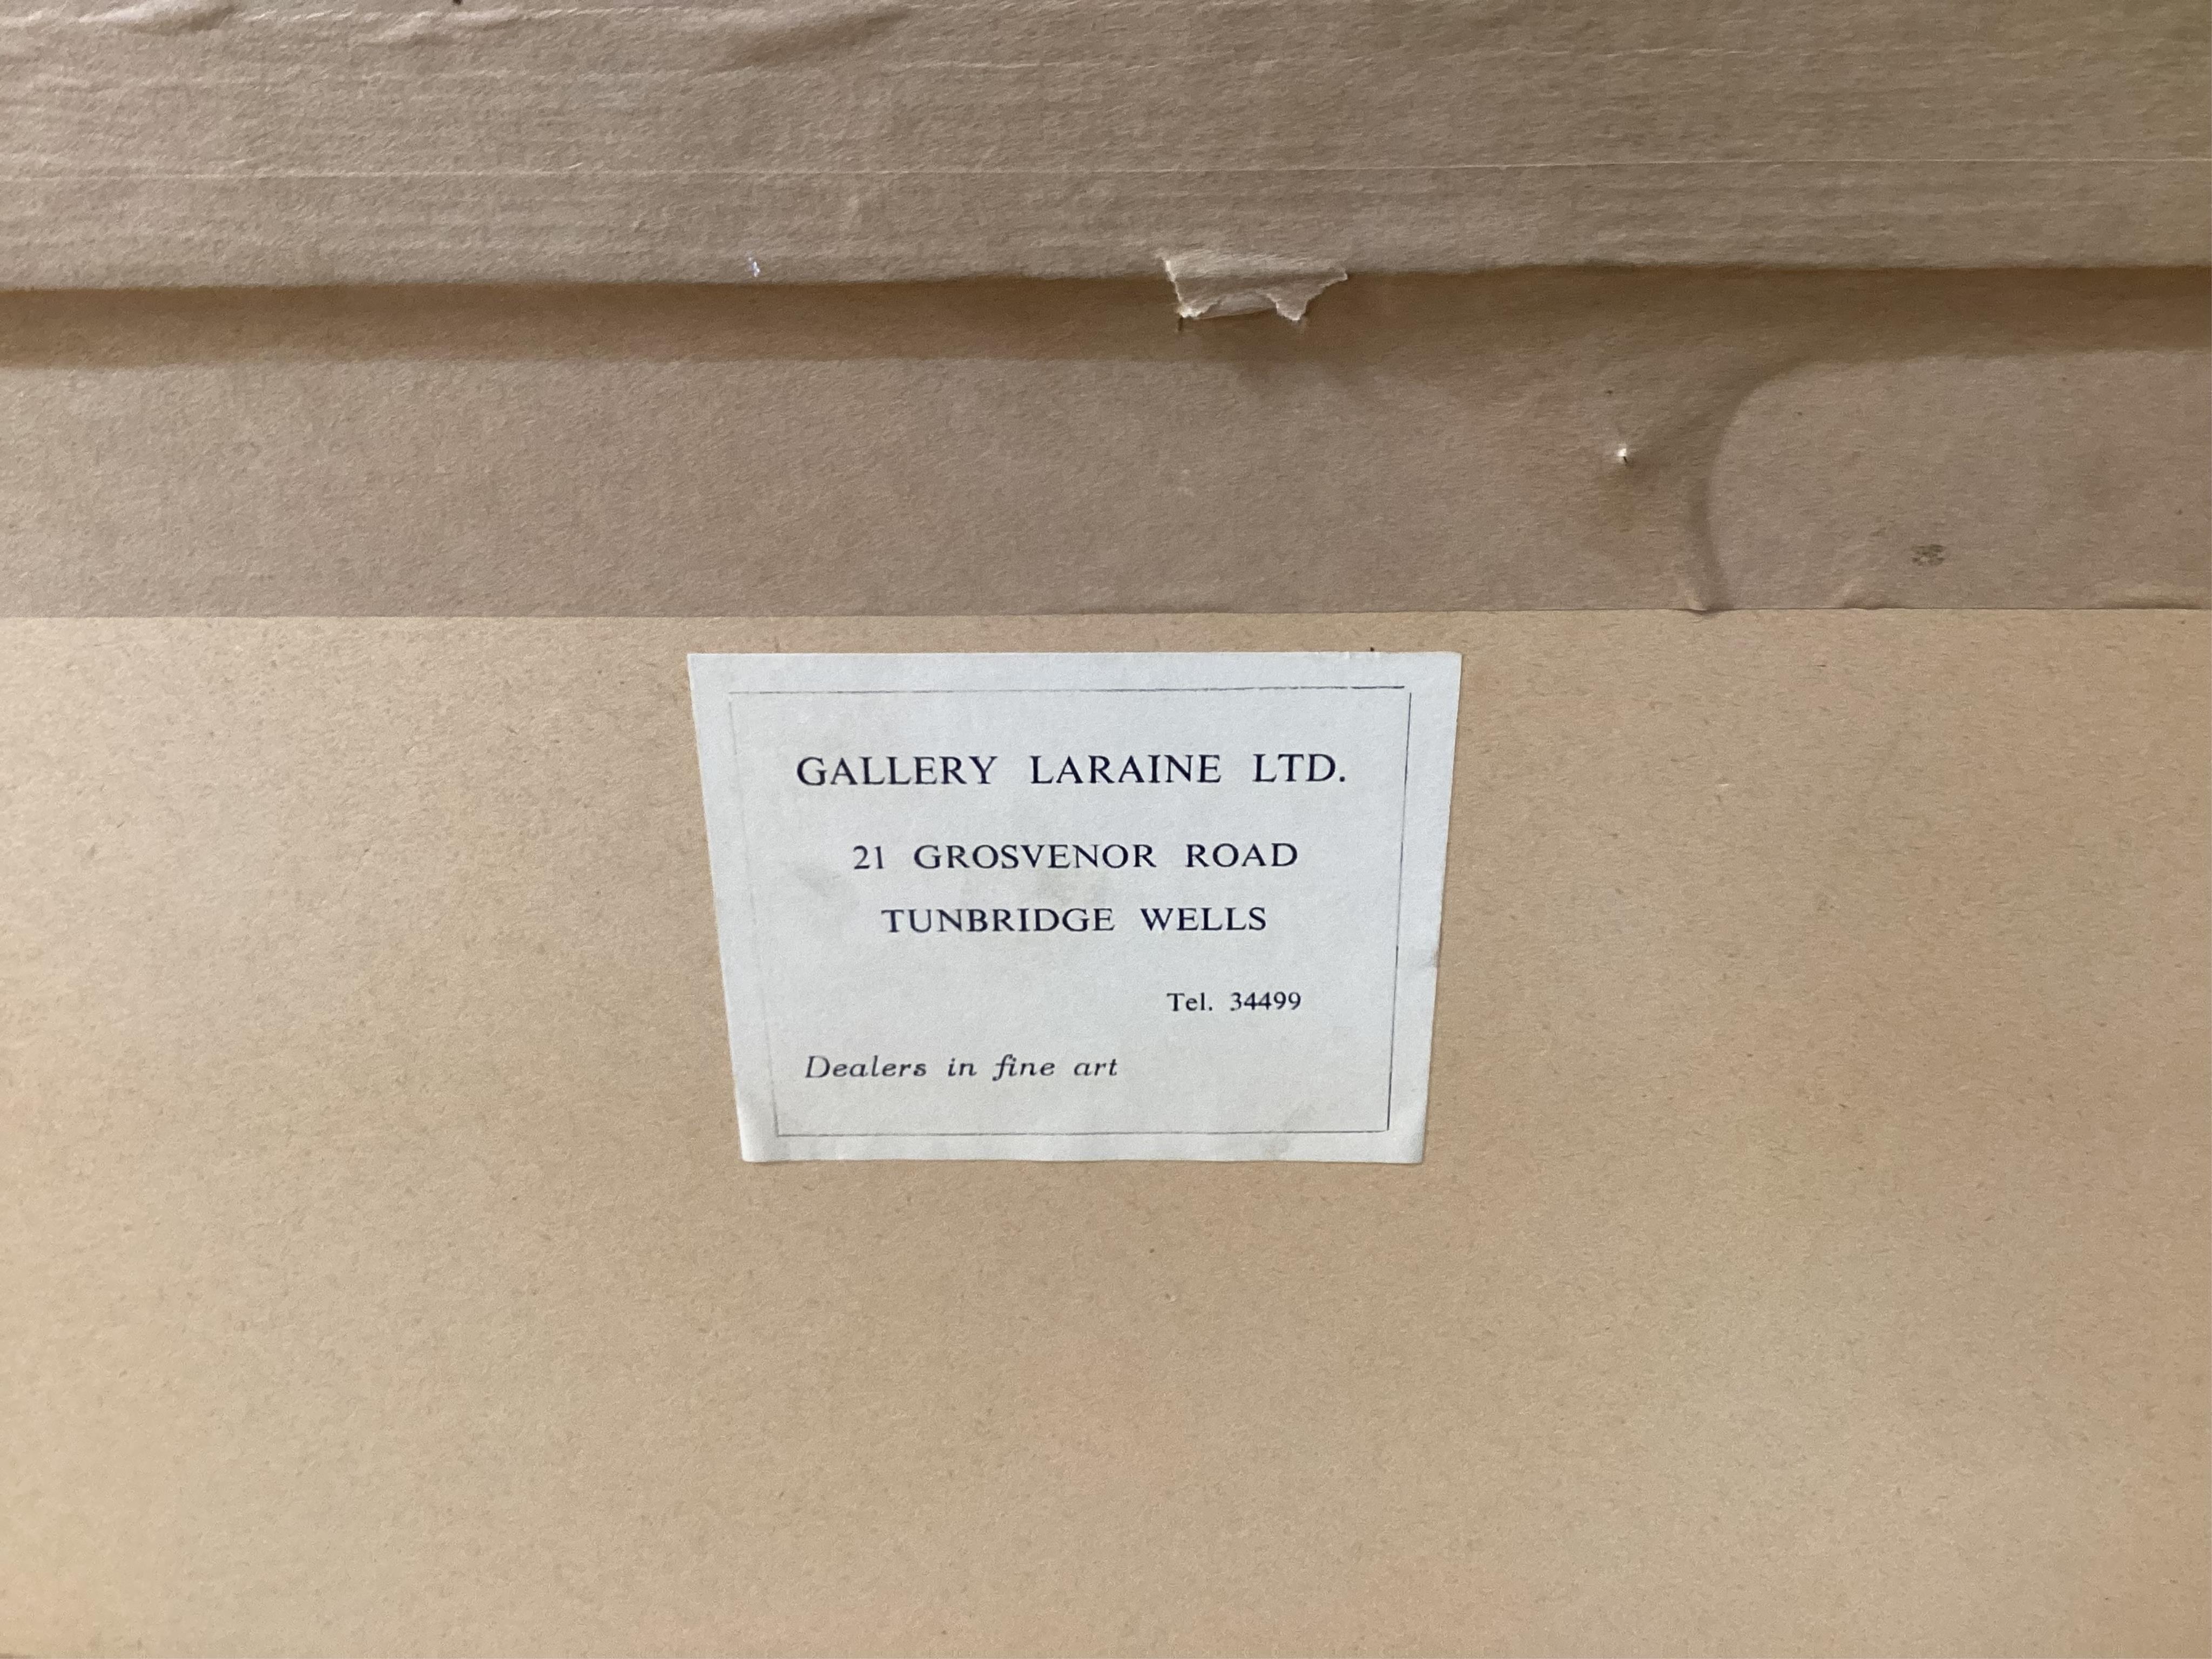 GALLERY LARAINE LTD.
21 GROSVENOR ROAD
TUNBRIDGE WELLS
Tel. 34499
Dealers in fine art